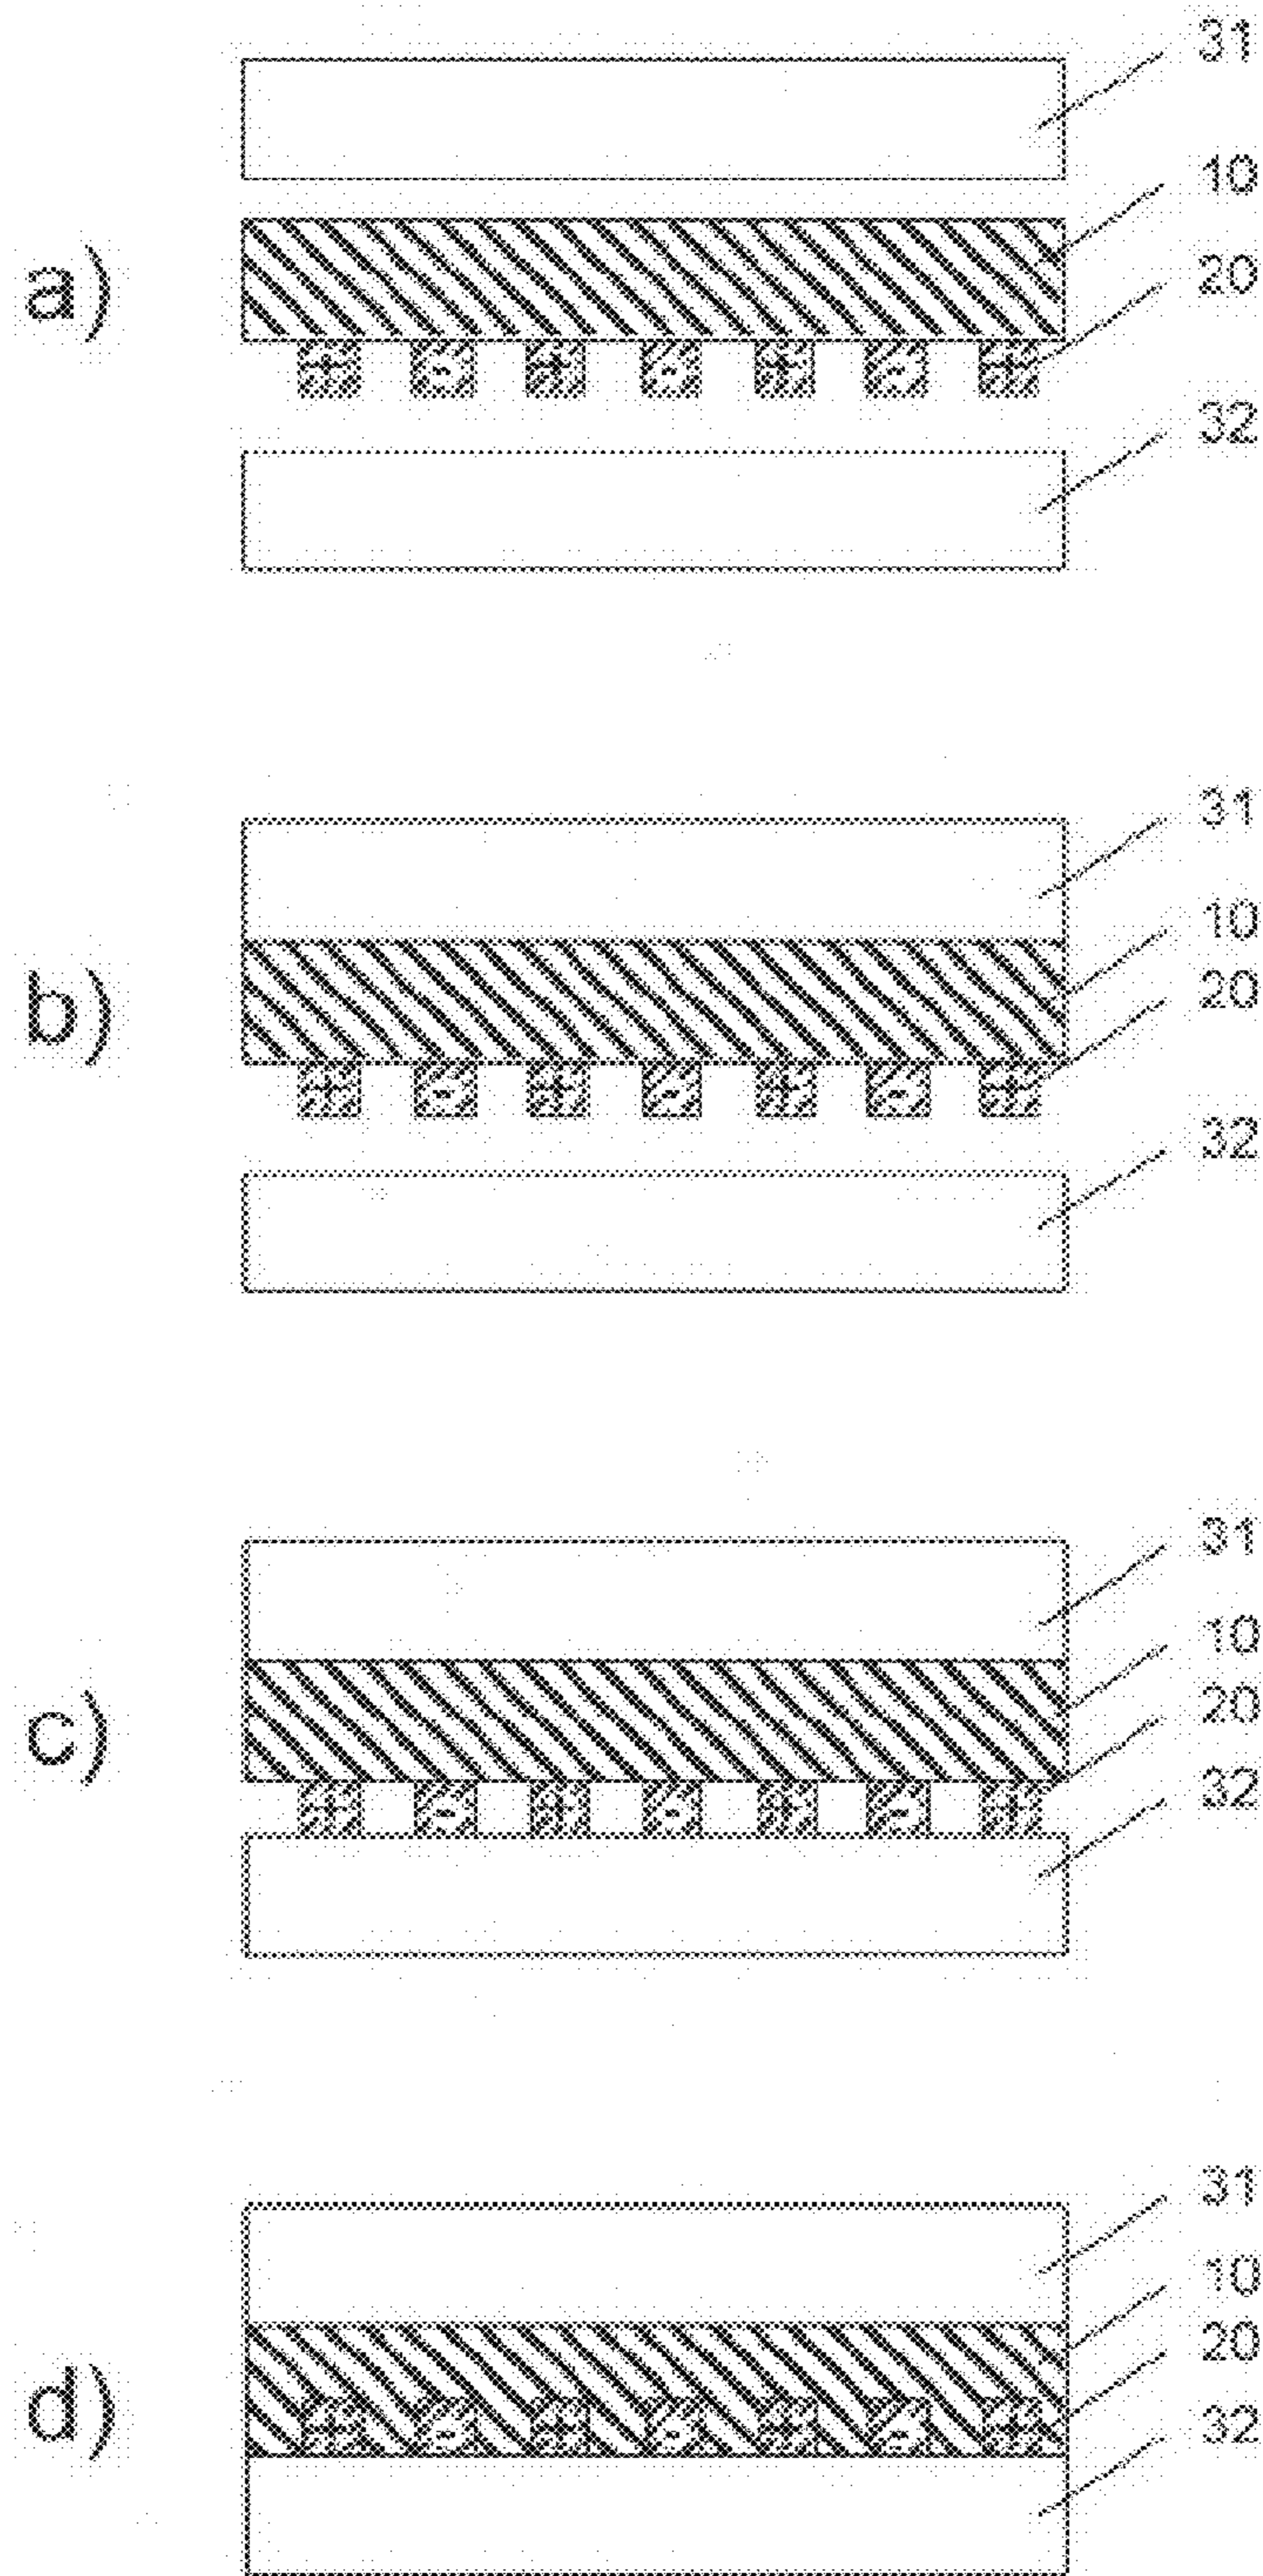 31
10
a)
20
+ - + - + - +
32
31
10
b)
20
+ - + - + - +
32
31
10
20
c)
+ - + - + - +
32
31
10
20
d)
+ - + - + - +
32